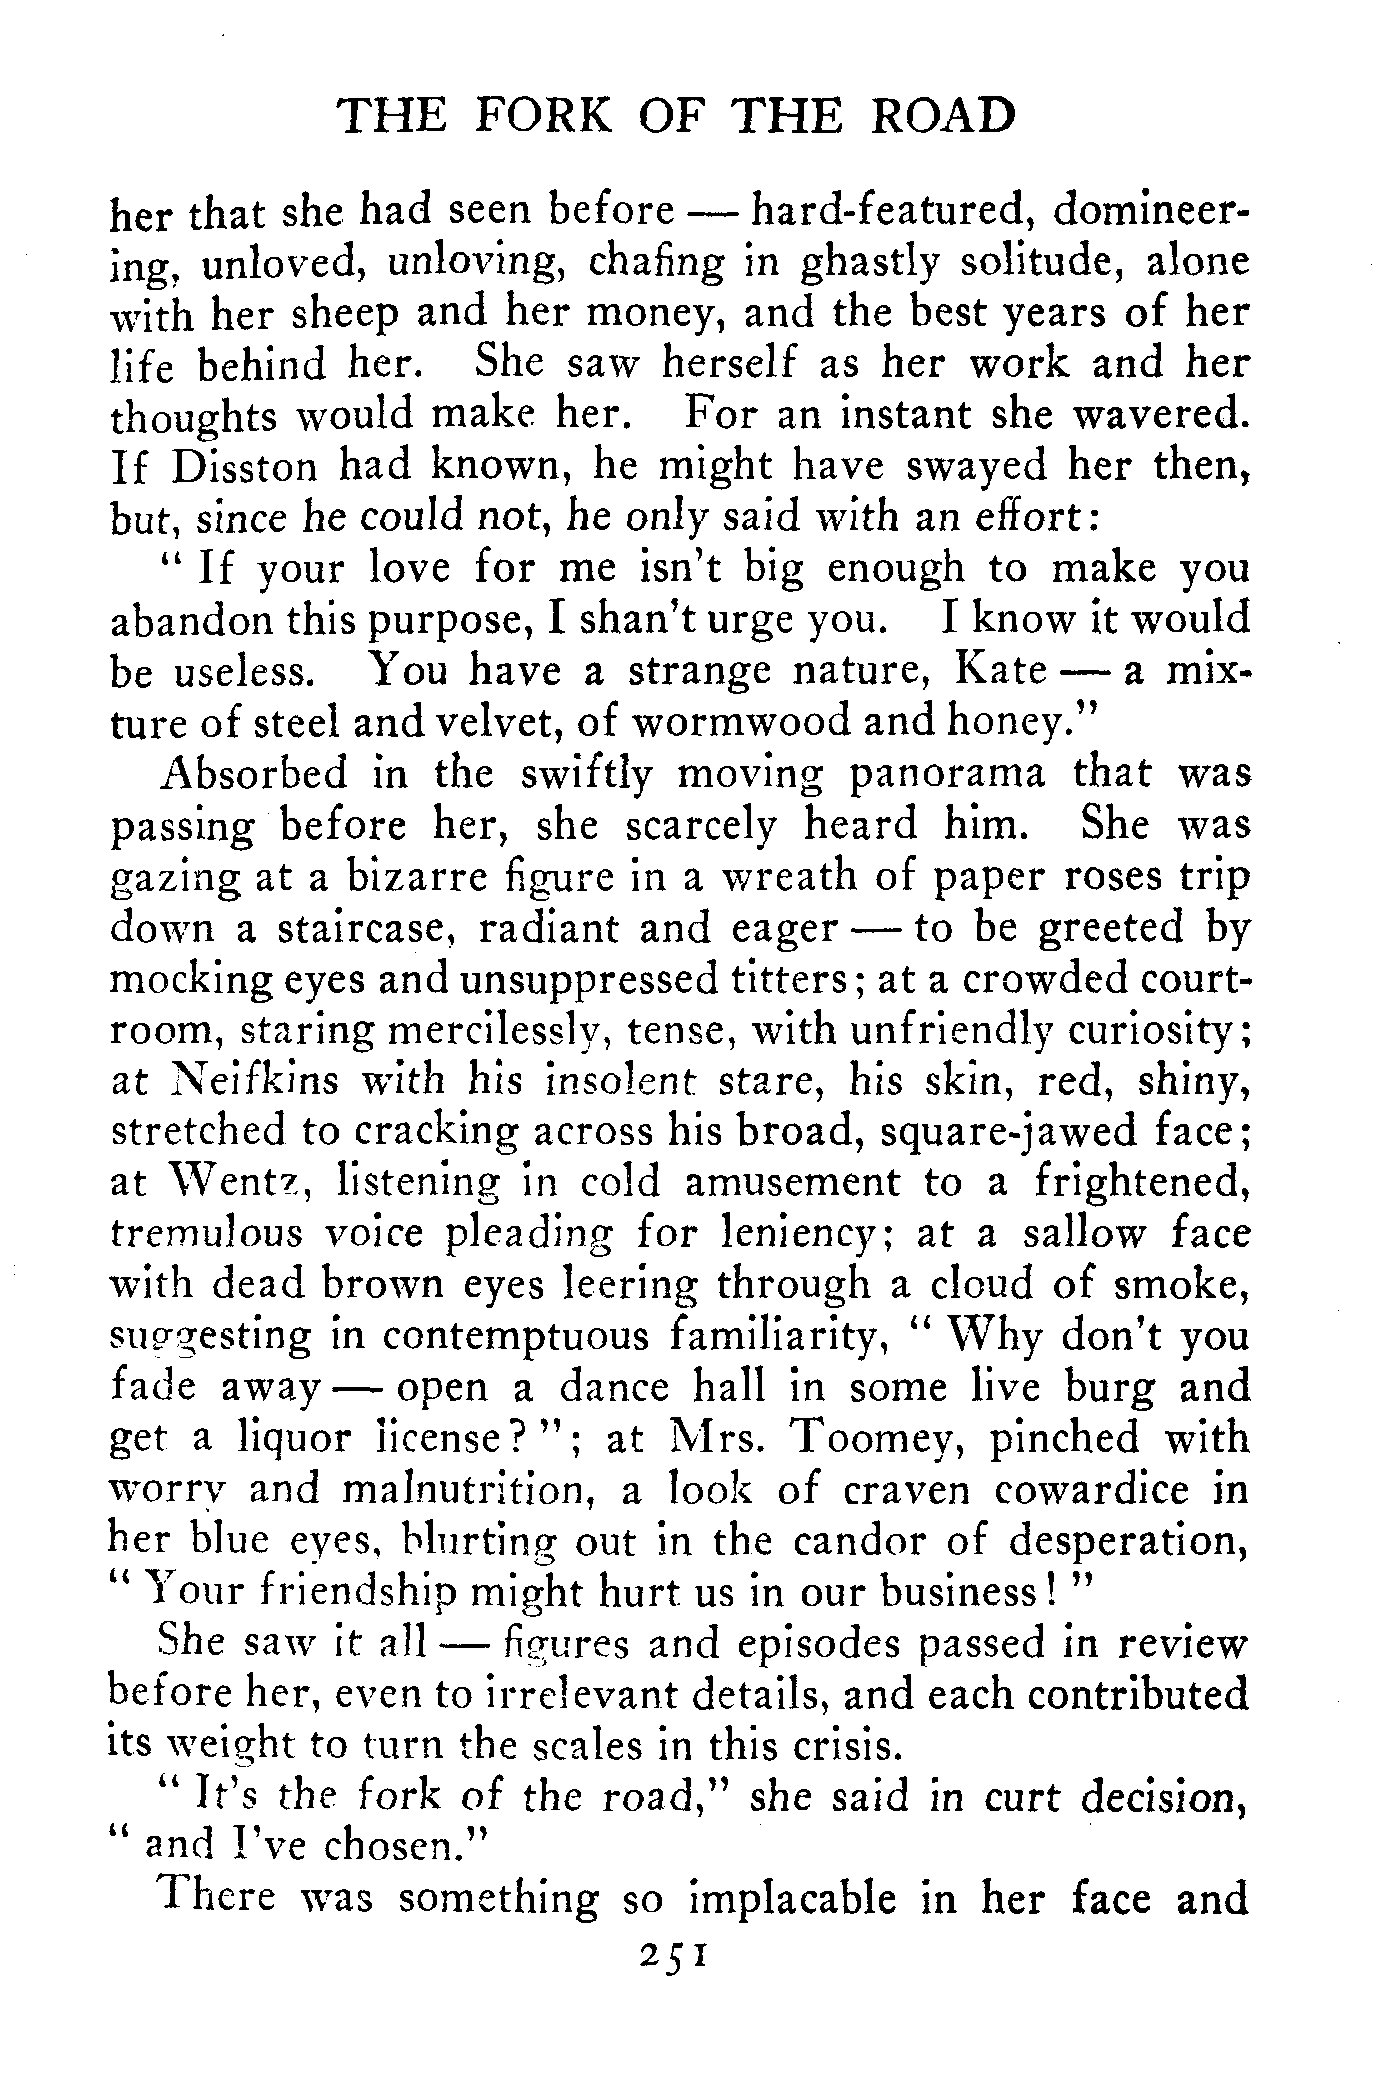 THE FORK OF THE ROAD
her that she had seen before — hard-featured, domineer-
ing, unloved, unloving, chafing in ghastly solitude, alone
with her sheep and her money, and the best years of her
life behind her. She saw herself as her work and her
thoughts would make her. For an instant she wavered.
If Disston had known, he might have swayed her then,
but, since he could not, he only said with an effort:
" If your love for me isn't big enough to make you
abandon this purpose, I shan't urge you. I know it would
be useless. You have a strange nature, Kate — a mix-
ture of steel and velvet, of wormwood and honey."
Absorbed in the swiftly moving panorama that was
passing before her, she scarcely heard him. She was
gazing at a bizarre figure in a wreath of paper roses trip
down a staircase, radiant and eager — to be greeted by
mocking eyes and unsuppressed titters; at a crowded court-
room, staring mercilessly, tense, with unfriendly curiosity;
at Neifkins with his insolent stare, his skin, red, shiny,
stretched to cracking across his broad, square-jawed face;
at Wentz, listening in cold amusement to a frightened,
tremulous voice pleading for leniency; at a sallow face
with dead brown eyes leering through a cloud of smoke,
suggesting in contemptuous familiarity, " Why don't you
fade away — open a dance hall in some live burg and
get a liquor license? "; at Mrs. Toomey, pinched with
worry and malnutrition, a look of craven cowardice in
her blue eyes, blurting out in the candor of desperation,
" Your friendship might hurt us in our business! "
She saw it all — figures and episodes passed in review
before her, even to irrelevant details, and each contributed
its weight to turn the scales in this crisis.
" It's the fork of the road," she said in curt decision,
" and I've chosen."
There was something so implacable in her face and
251